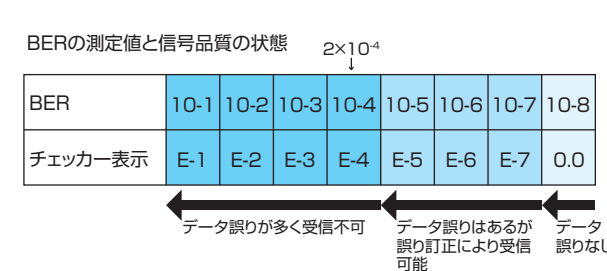 BERの測定値と信号品質の状態
2×10-4
↓
BER 10-1 10-2 10-3 10-4 10-5 10-6 10-7 10-8
チェッカー表示 E-1 E-2 E-3 E-4 E-5 E-6 E-7 0.0
データ誤りが多く受信不可
データ誤りはあるが
誤り訂正により受信
可能
データ
誤りなし